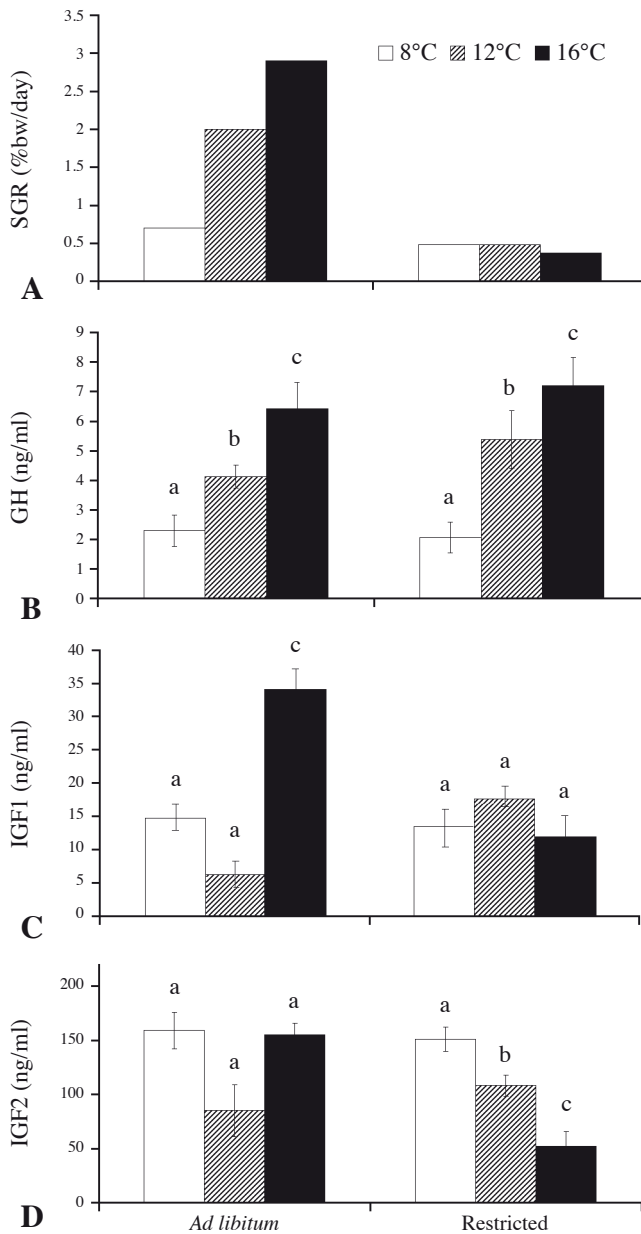 3.5
3
2.5
2
1.5
1
0.5
0
SGR (%bw/day)
8°C 12°C 16°C
A
9
8
7
6
5
4
3
2
1
0
GH (ng/ml)
a b c a b c
B
40
35
30
25
20
15
10
5
0
IGF1 (ng/ml)
a a c a a a
C
200
150
100
50
0
IGF2 (ng/ml)
a a a a b c
D
Ad libitum Restricted